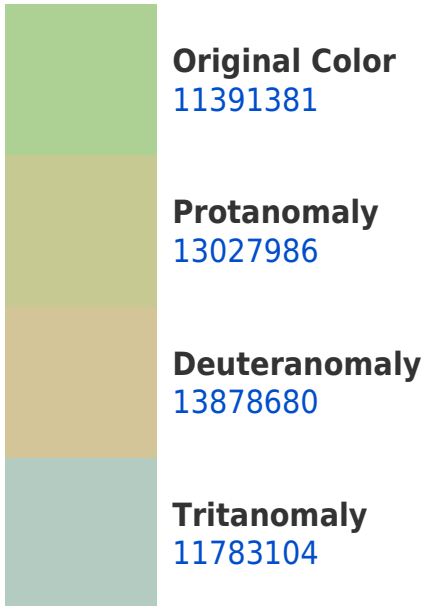 Original Color
11391381
Protanomaly
13027986
Deuteranomaly
13878680
Tritanomaly
11783104